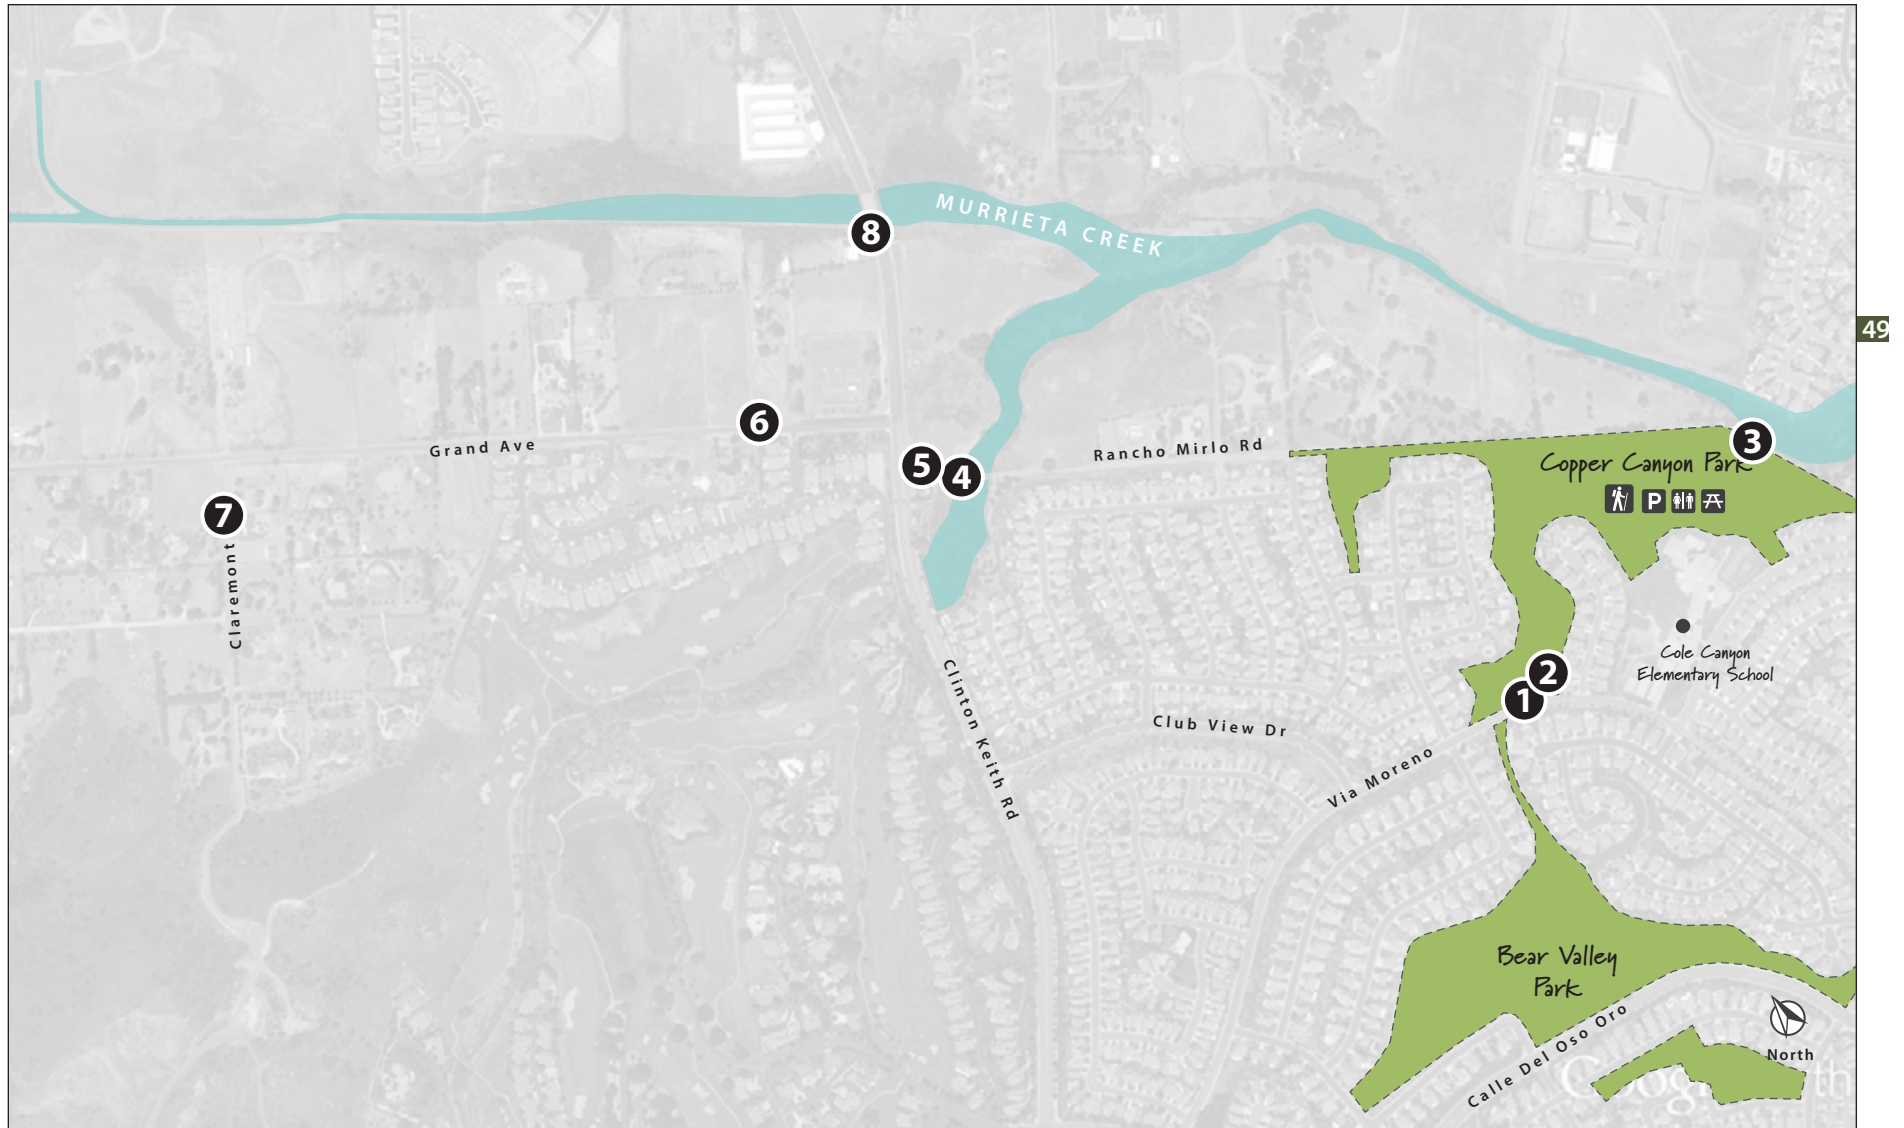 MURRIETA CREEK
8
49
6
Grand Ave
5
4
Rancho Mirlo Rd
3
Copper Canyon Park
P
7
Claremont
Cole Canyon
Elementary School
2
1
Clinton Keith Rd
Club View Dr
Via Moreno
Bear Valley
Park
Calle Del Oso Oro
North